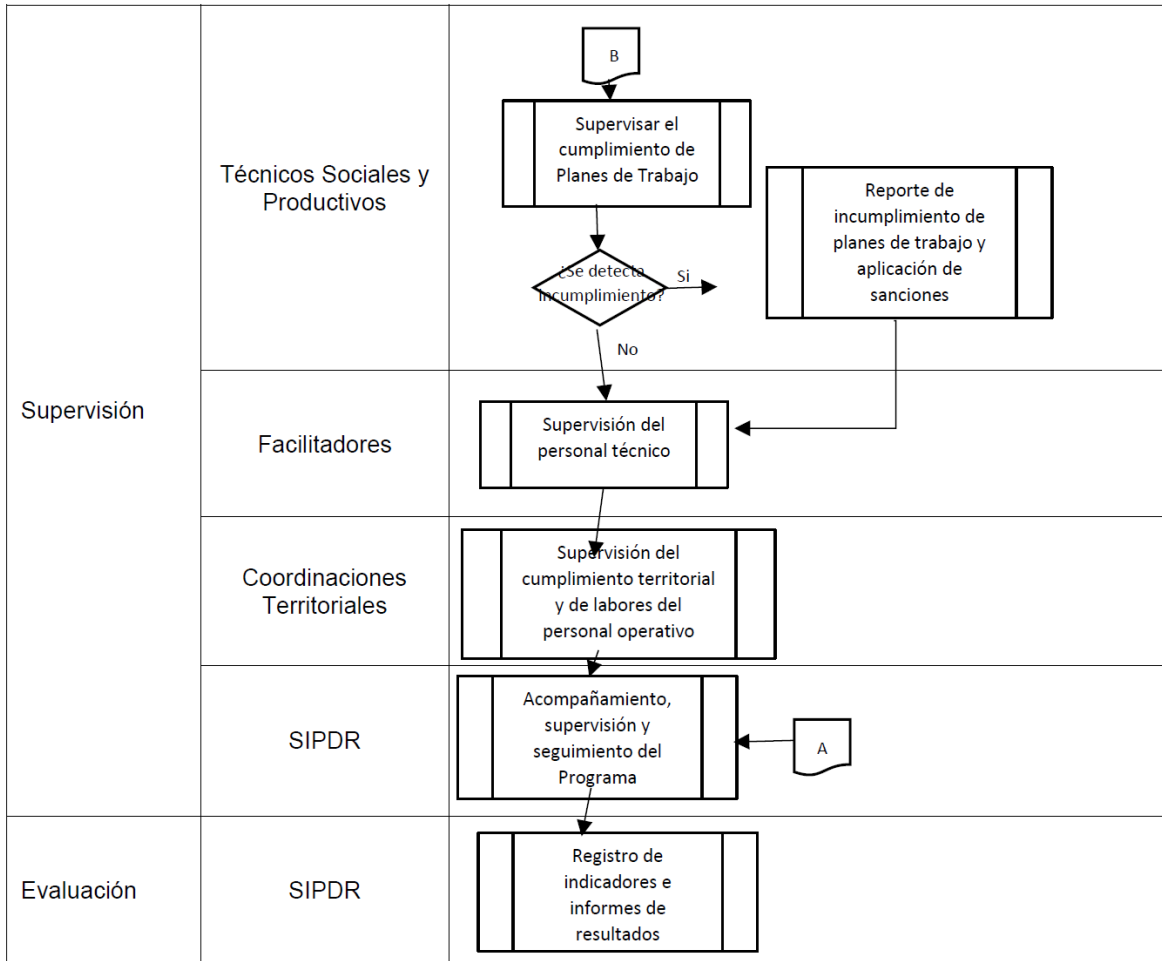 B
Supervisar el
cumplimiento de
Planes de Trabajo
Técnicos Sociales y
Productivos
Reporte de
incumplimiento de
planes de trabajo y
aplicación de
sanciones
¿Se detecta
incumplimiento?
Si
No
Supervisión
Facilitadores
Supervisión del
personal técnico
Coordinaciones
Territoriales
Supervisión del
cumplimiento territorial
y de labores del
personal operativo
SIPDR
Acompañamiento,
supervisión y
seguimiento del
Programa
A
Evaluación
SIPDR
Registro de
indicadores e
informes de
resultados